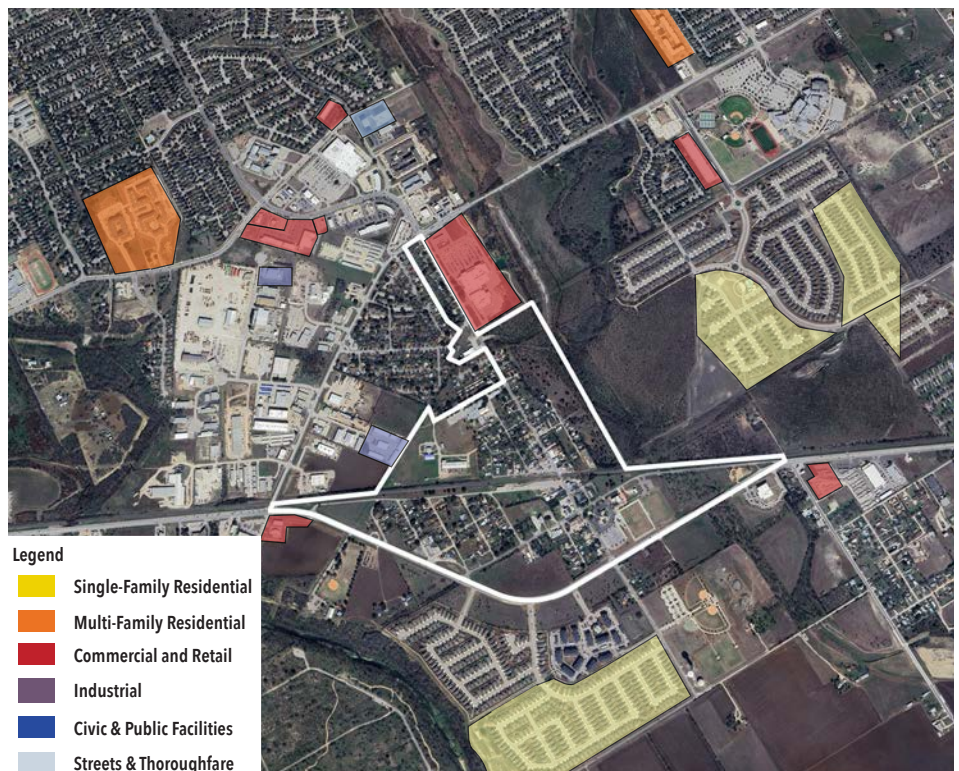 Legend
Single-Family Residential
Multi-Family Residential
Commercial and Retail
Industrial
Civic & Public Facilities
Streets & Thoroughfare